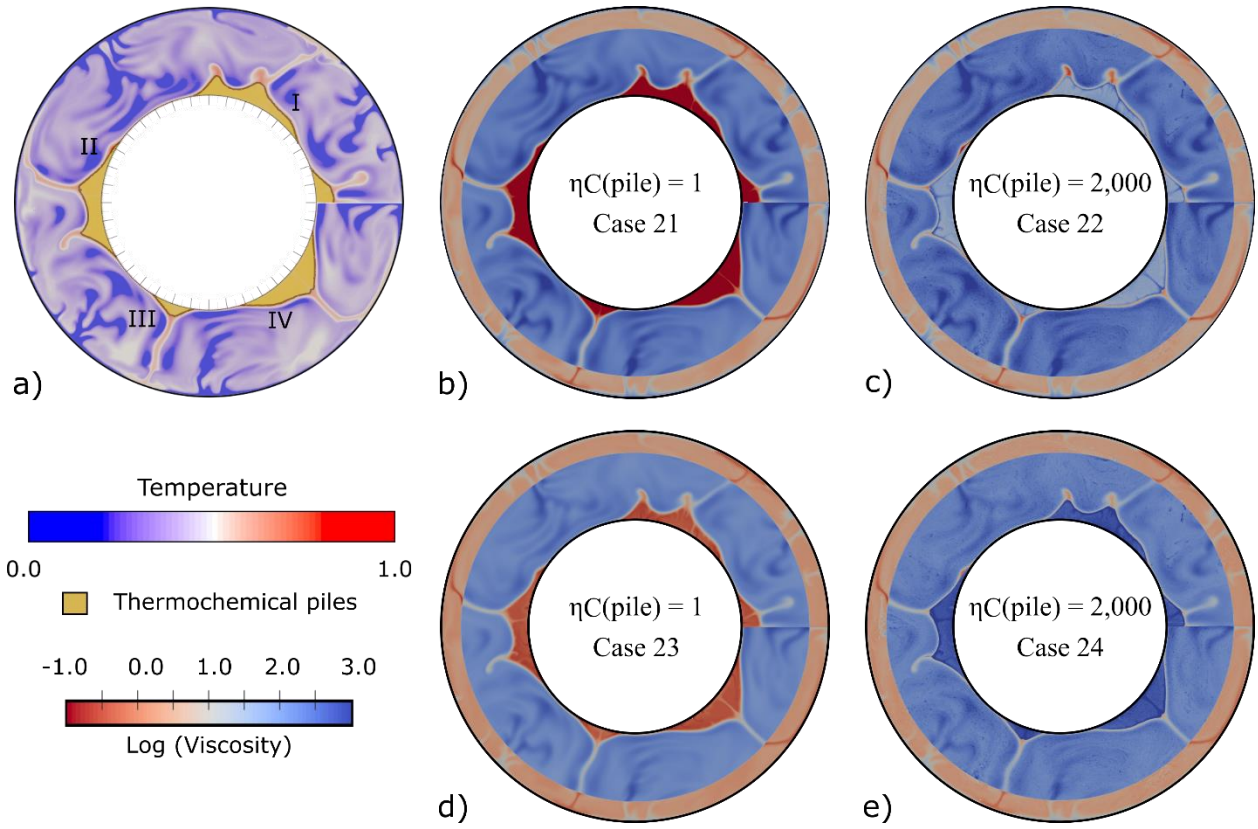 I
II
III
IV
a)
ηC(pile) = 1
Case 21
b)
ηC(pile) = 2,000
Case 22
c)
Temperature
0.0 1.0
Thermochemical piles
-1.0 0.0 1.0 2.0 3.0
Log (Viscosity)
ηC(pile) = 1
Case 23
d)
ηC(pile) = 2,000
Case 24
e)